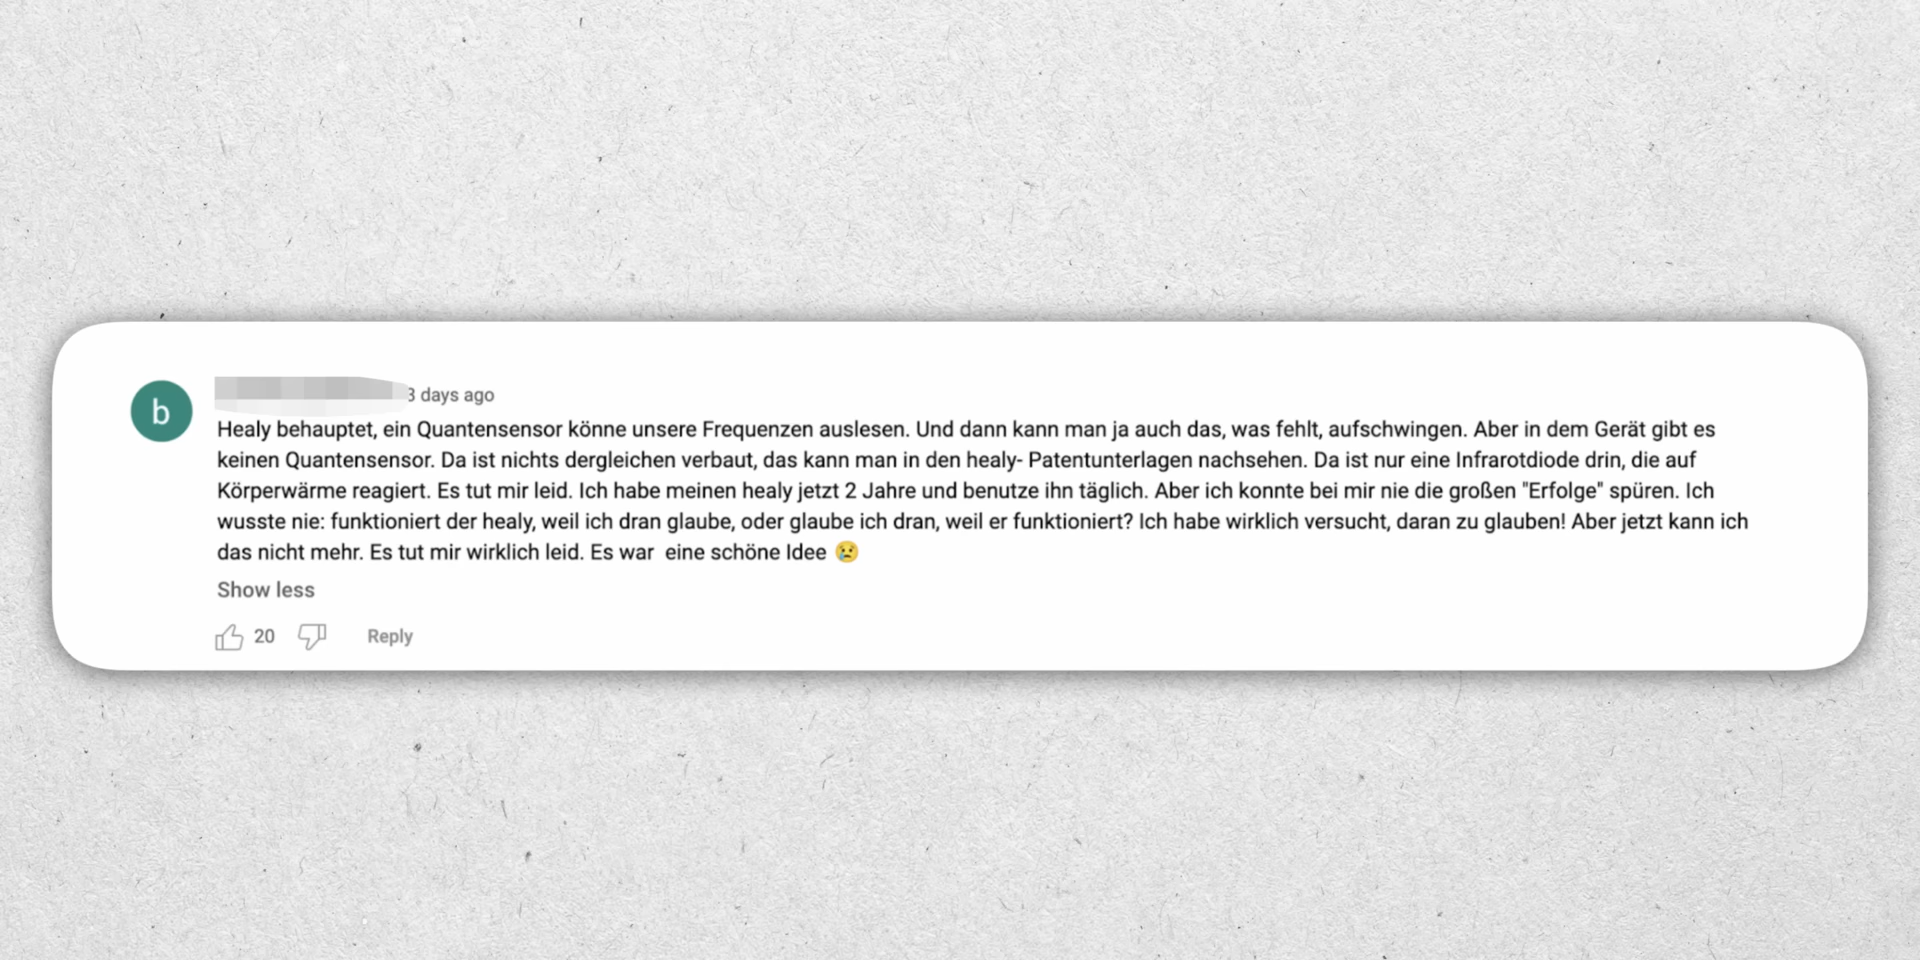 b
3 days ago
Healy behauptet, ein Quantensensor könne unsere Frequenzen auslesen. Und dann kann man ja auch das, was fehlt, aufschwingen. Aber in dem Gerät gibt es
keinen Quantensensor. Da ist nichts dergleichen verbaut, das kann man in den healy- Patentunterlagen nachsehen. Da ist nur eine Infrarotdiode drin, die auf
Körperwärme reagiert. Es tut mir leid. Ich habe meinen healy jetzt 2 Jahre und benutze ihn täglich. Aber ich konnte bei mir nie die großen "Erfolge" spüren. Ich
wusste nie: funktioniert der healy, weil ich dran glaube, oder glaube ich dran, weil er funktioniert? Ich habe wirklich versucht, daran zu glauben! Aber jetzt kann ich
das nicht mehr. Es tut mir wirklich leid. Es war  eine schöne Idee 😢
Show less
20 Reply